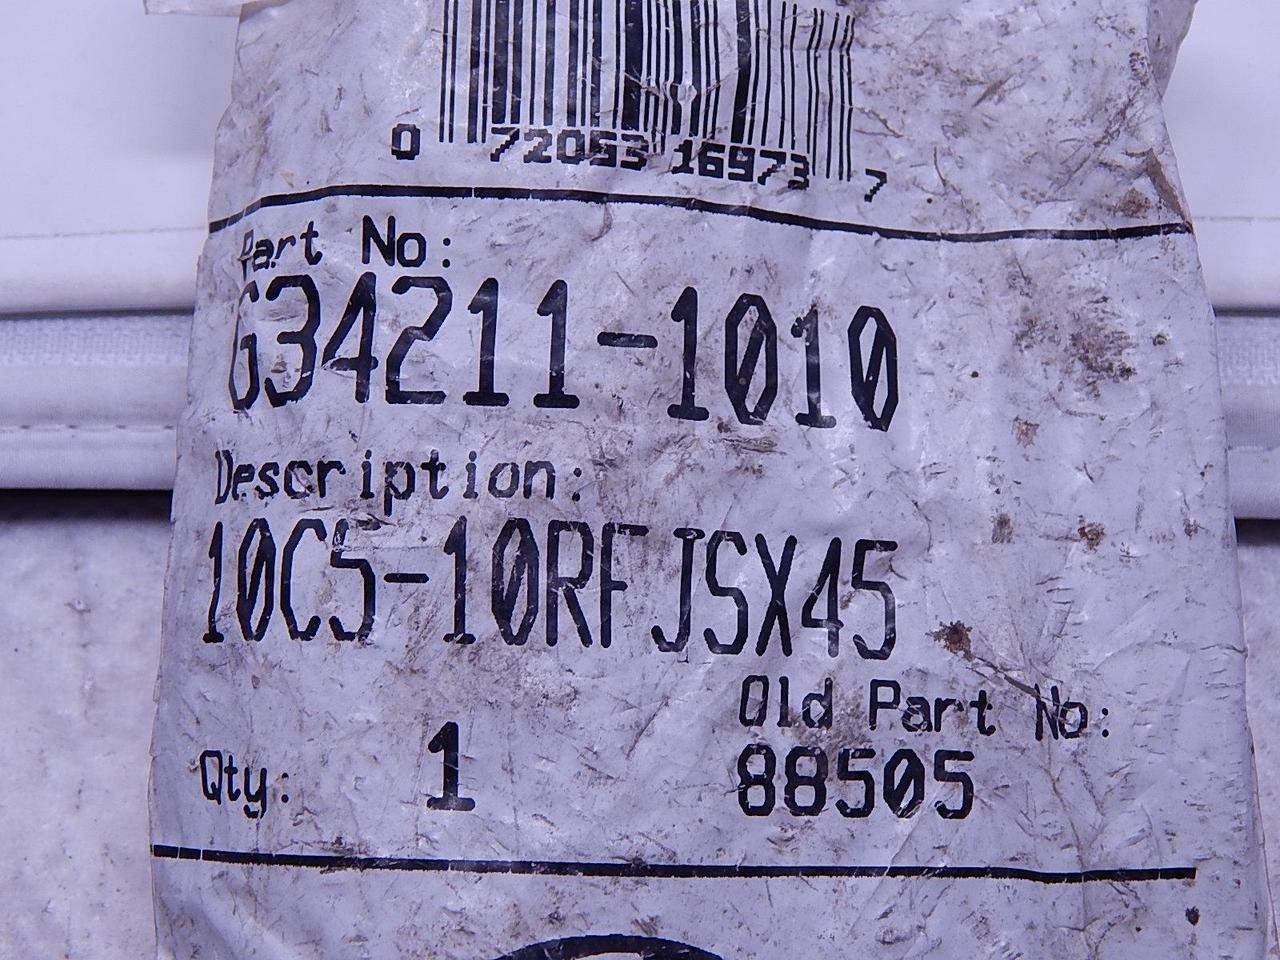 0 72053 16973 7
Part No:
G34211-1010
Description:
10C5-10RFJSX45
Old Part No:
Qty: 1 88505